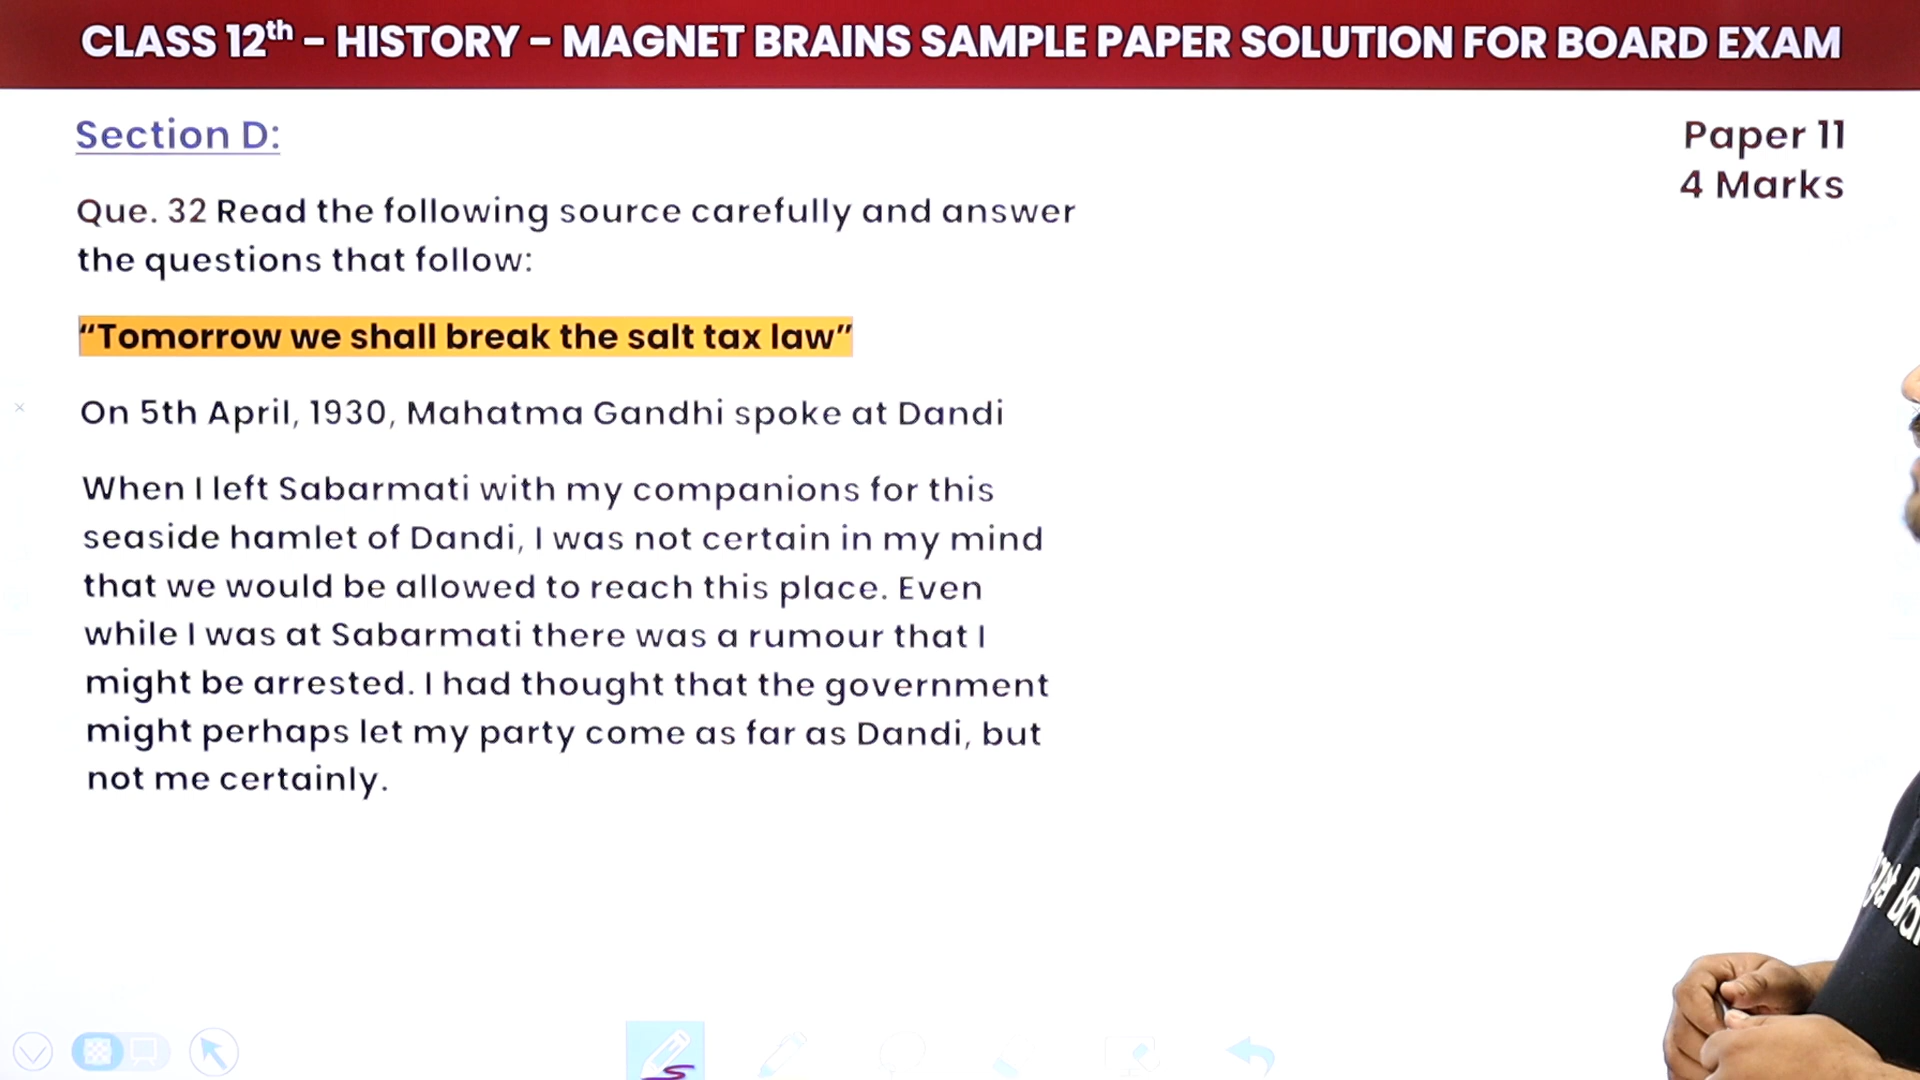 CLASS 12th - HISTORY - MAGNET BRAINS SAMPLE PAPER SOLUTION FOR BOARD EXAM
Section D:
Paper 11
4 Marks
Que. 32 Read the following source carefully and answer
the questions that follow:
“Tomorrow we shall break the salt tax law”
On 5th April, 1930, Mahatma Gandhi spoke at Dandi
When I left Sabarmati with my companions for this
seaside hamlet of Dandi, I was not certain in my mind
that we would be allowed to reach this place. Even
while I was at Sabarmati there was a rumour that I
might be arrested. I had thought that the government
might perhaps let my party come as far as Dandi, but
not me certainly.